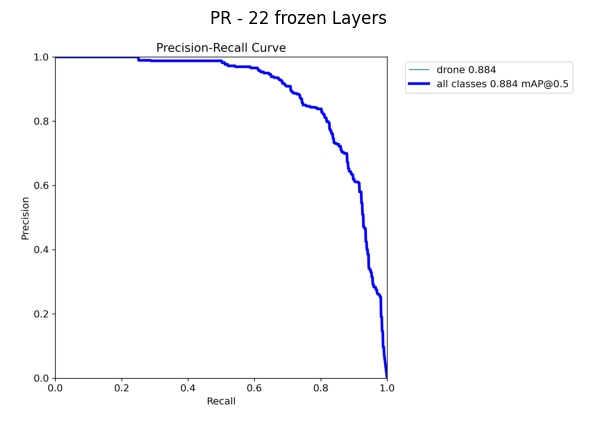 PR - 22 frozen Layers
Precision-Recall Curve
drone 0.884
all classes 0.884 mAP@0.5
1.0
0.8
0.6
0.4
0.2
0.0
Precision
0.0 0.2 0.4 0.6 0.8 1.0
Recall